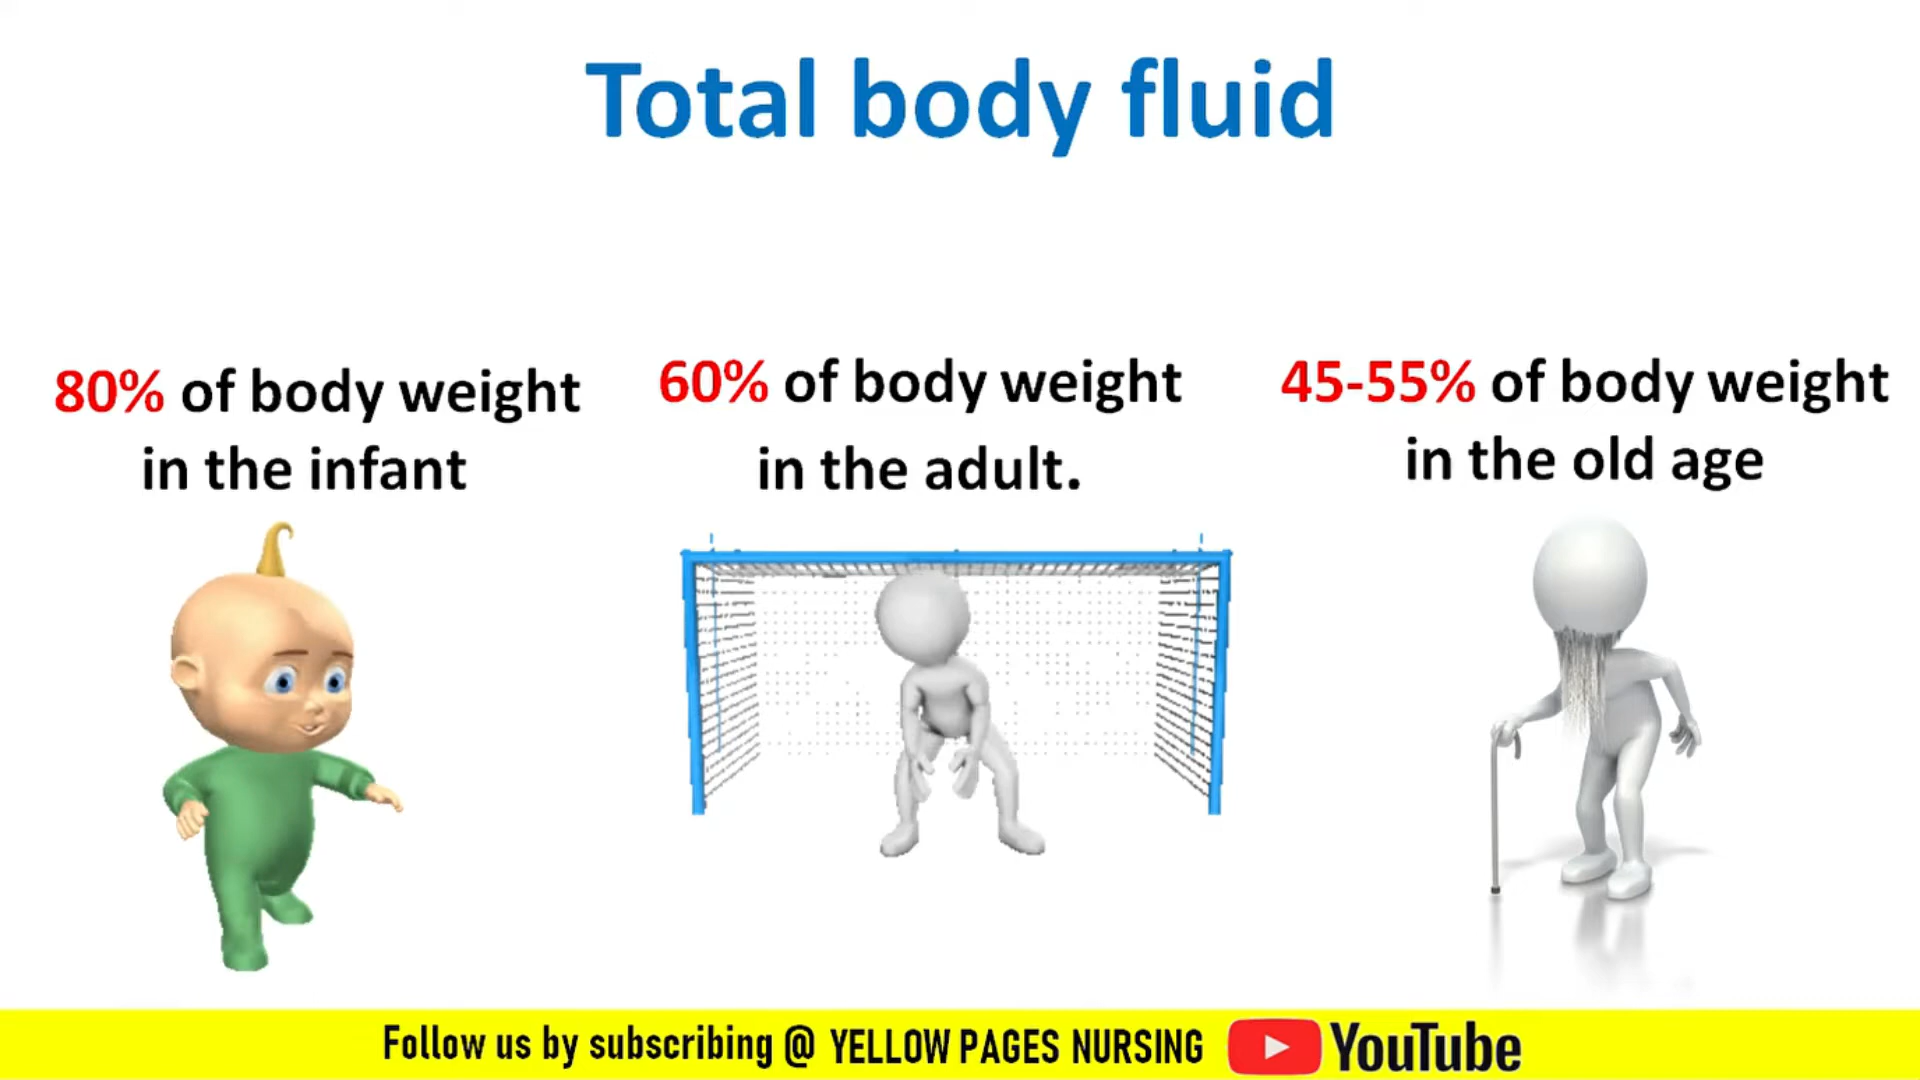 Total body fluid
80% of body weight
in the infant
60% of body weight
in the adult.
45-55% of body weight
in the old age
Follow us by subscribing @ YELLOW PAGES NURSING YouTube